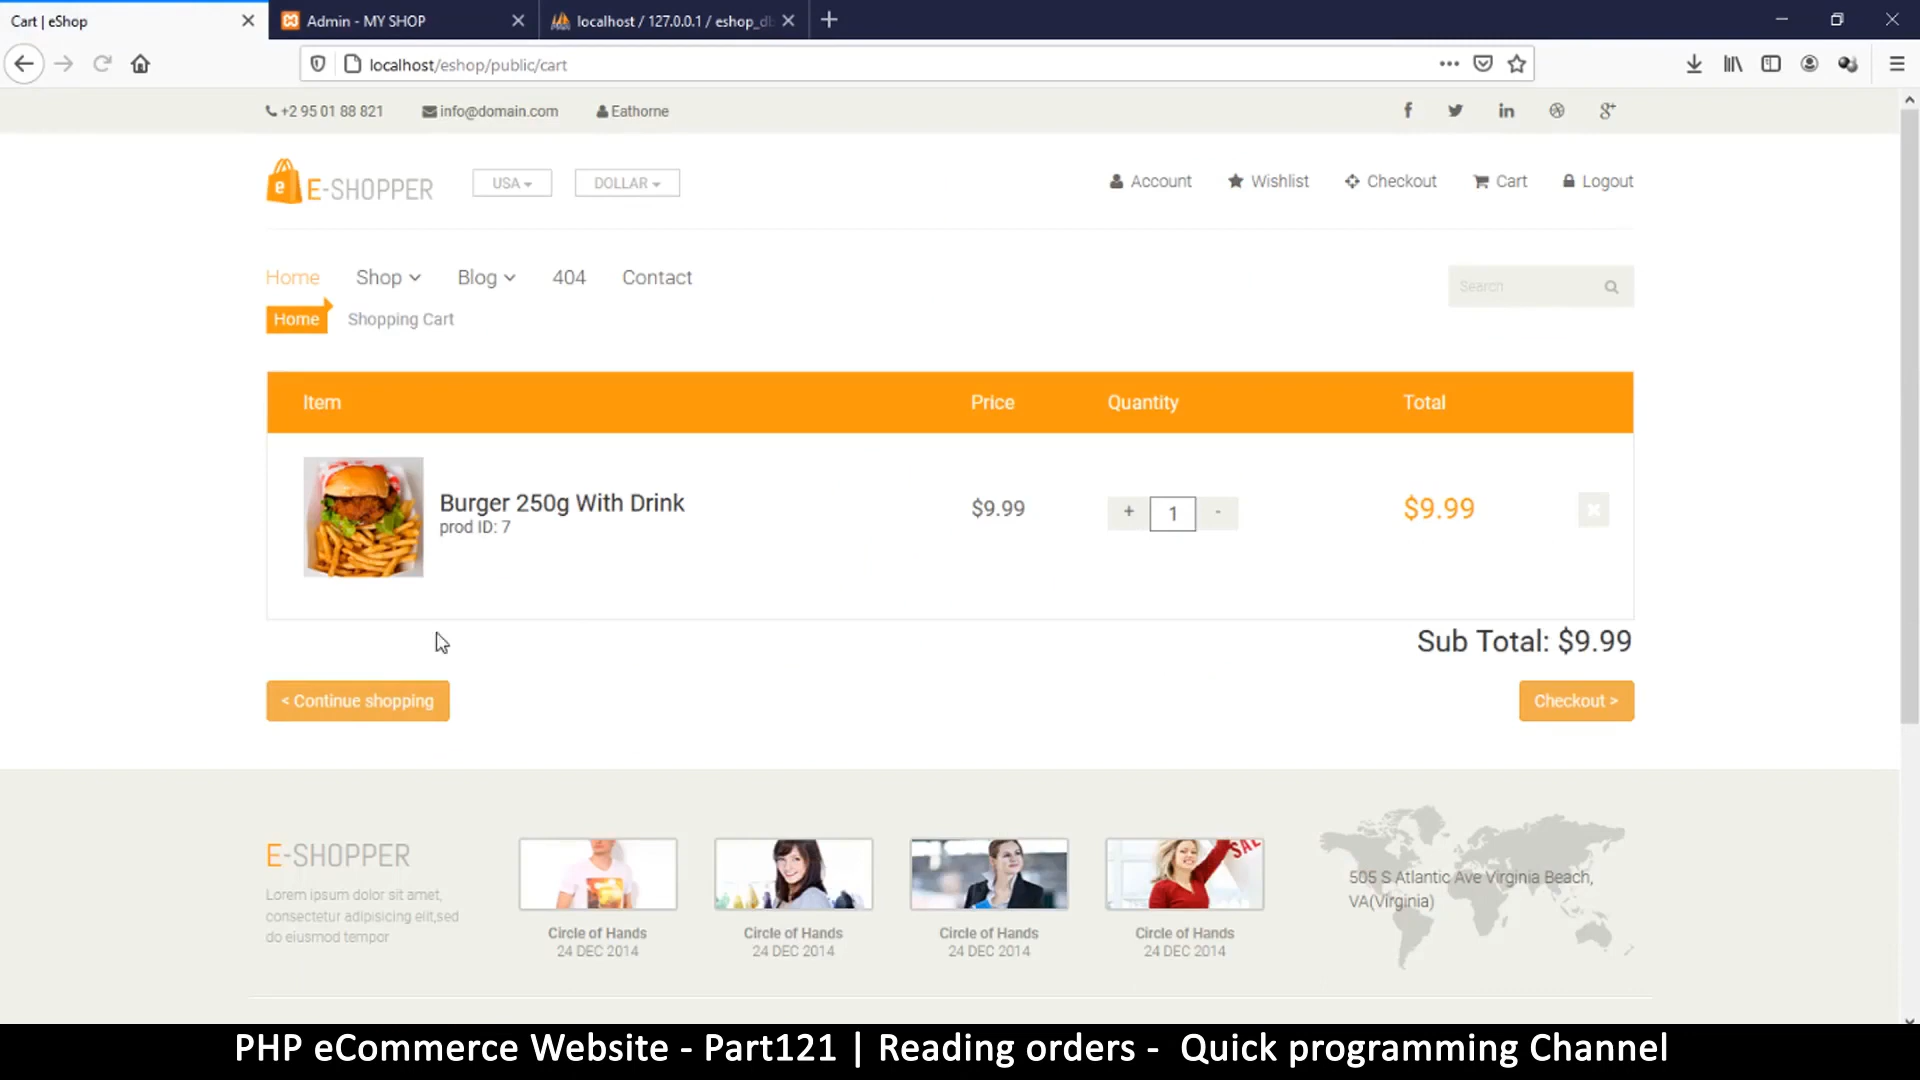 Cart | eShop
Admin - MY SHOP
localhost / 127.0.0.1 / eshop_db
localhost/eshop/public/cart
+2 95 01 88 821
info@domain.com
Eathorne
E-SHOPPER
USA
DOLLAR
Account
Wishlist
Checkout
Cart
Logout
Home
Shop
Blog
404
Contact
Search
Home
Shopping Cart
Item
Price
Quantity
Total
Burger 250g With Drink
prod ID: 7
$9.99
+
1
-
$9.99
Sub Total: $9.99
< Continue shopping
Checkout >
E-SHOPPER
Lorem ipsum dolor sit amet,
consectetur adipisicing elit,sed
do eiusmod tempor
Circle of Hands
24 DEC 2014
Circle of Hands
24 DEC 2014
Circle of Hands
24 DEC 2014
SALE
Circle of Hands
24 DEC 2014
505 S Atlantic Ave Virginia Beach,
VA(Virginia)
PHP eCommerce Website - Part121 | Reading orders - Quick programming Channel